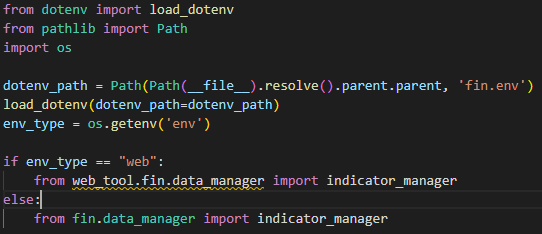 from dotenv import load_dotenv
from pathlib import Path
import os
dotenv_path = Path(Path(__file__).resolve().parent.parent, 'fin.env')
load_dotenv(dotenv_path=dotenv_path)
env_type = os.getenv('env')
if env_type == "web":
    from web_tool.fin.data_manager import indicator_manager
else:
    from fin.data_manager import indicator_manager